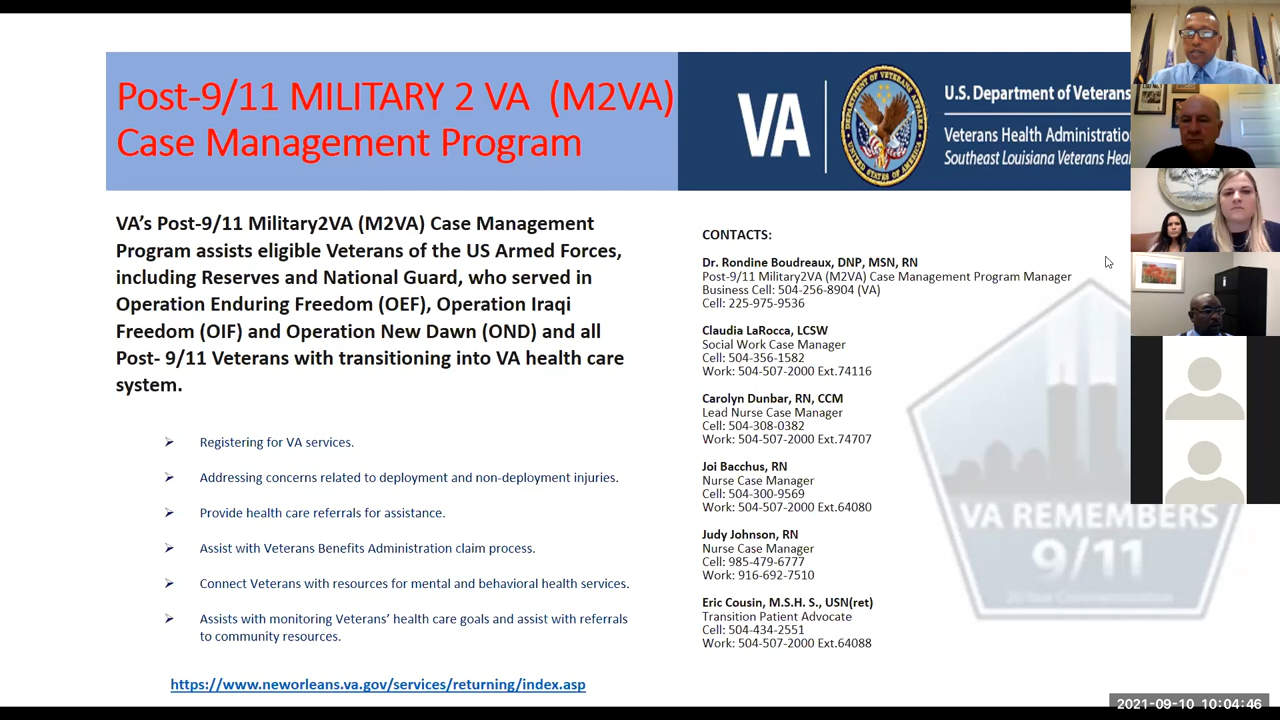 Post-9/11 MILITARY 2 VA (M2VA)
Case Management Program
VA
U.S. Department of Veterans
Veterans Health Administration
Southeast Louisiana Veterans
VA's Post-9/11 Military2VA (M2VA) Case Management
Program assists eligible Veterans of the US Armed Forces,
including Reserves and National Guard, who served in
Operation Enduring Freedom (OEF), Operation Iraqi
Freedom (OIF) and Operation New Dawn (OND) and all
Post- 9/11 Veterans with transitioning into VA health care
system.
Registering for VA services.
Addressing concerns related to deployment and non-deployment injuries.
Provide health care referrals for assistance.
Assist with Veterans Benefits Administration claim process.
Connect Veterans with resources for mental and behavioral health services.
Assists with monitoring Veterans' health care goals and assist with referrals
to community resources.
https://www.neworleans.va.gov/services/returning/index.asp
CONTACTS:
Dr. Rondine Boudreaux, DNP, MSN, RN
Post-9/11 Military2VA (M2VA) Case Management Program Manager
Business Cell: 504-256-8904 (VA)
Cell: 225-975-9536
Claudia LaRocca, LCSW
Social Work Case Manager
Cell: 504-356-1582
Work: 504-507-2000 Ext.74116
Carolyn Dunbar, RN, CCM
Lead Nurse Case Manager
Cell: 504-308-0382
Work: 504-507-2000 Ext.74707
Joi Bacchus, RN
Nurse Case Manager
Cell: 504-300-9569
Work: 504-507-2000 Ext.64080
Judy Johnson, RN
Nurse Case Manager
Cell: 985-479-6777
Work: 916-692-7510
Eric Cousin, M.S.H. S., USN(ret)
Transition Patient Advocate
Cell: 504-434-2551
Work: 504-507-2000 Ext.64088
VA REMEMBERS
9/11
2021-09-10 10:04:46